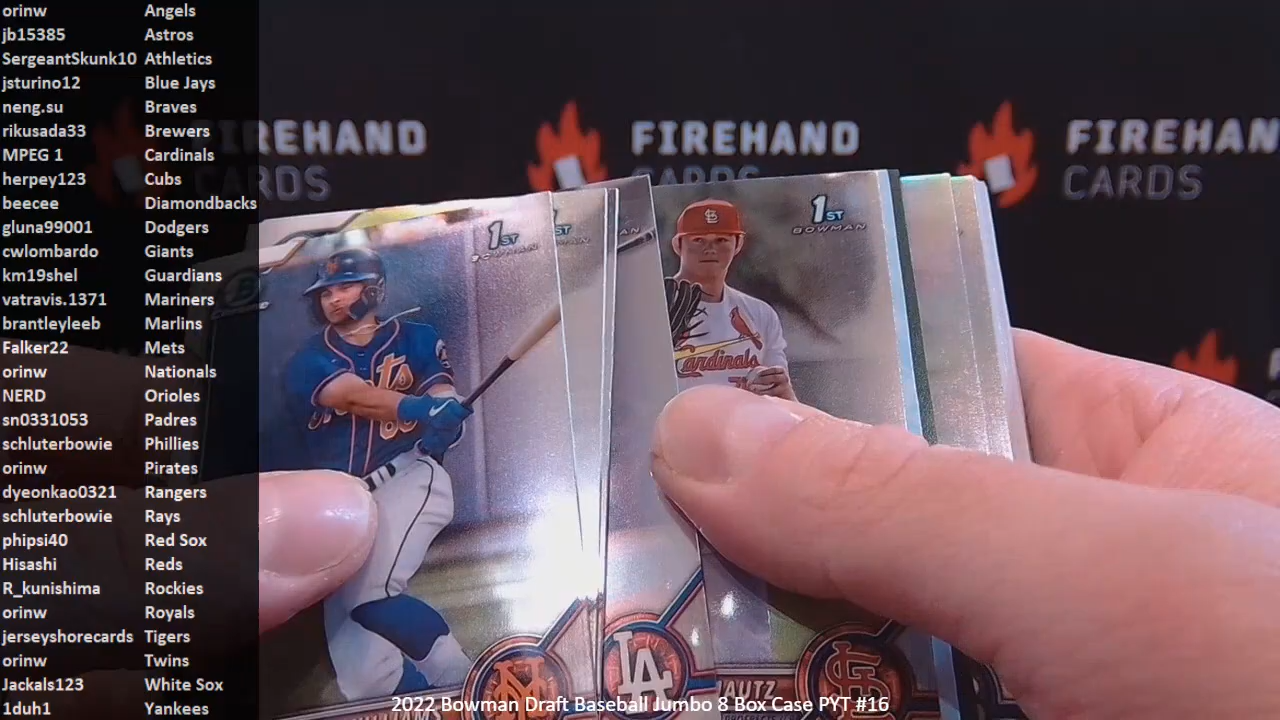 orinw Angels
jb15385 Astros
SergeantSkunk10 Athletics
jsturino12 Blue Jays
neng.su Braves
rikusada33 Brewers
MPEG 1 Cardinals
herpey123 Cubs
beecee Diamondbacks
gluna99001 Dodgers
cwlombardo Giants
km19shel Guardians
vatravis.1371 Mariners
brantleyleeb Marlins
Falker22 Mets
orinw Nationals
NERD Orioles
sn0331053 Padres
schluterbowie Phillies
orinw Pirates
dyeonkao0321 Rangers
schluterbowie Rays
phipsi40 Red Sox
Hisashi Reds
R_kunishima Rockies
orinw Royals
jerseyshorecards Tigers
orinw Twins
Jackals123 White Sox
1duh1 Yankees
FIREHAND
CARDS
FIREHAND
CARDS
FIREHAN
CARDS
1ST
BOWMAN
1ST
BOWMAN
Cardinals
LA
AUTZ
2022 Bowman Draft Baseball Jumbo 8 Box Case PYT #16